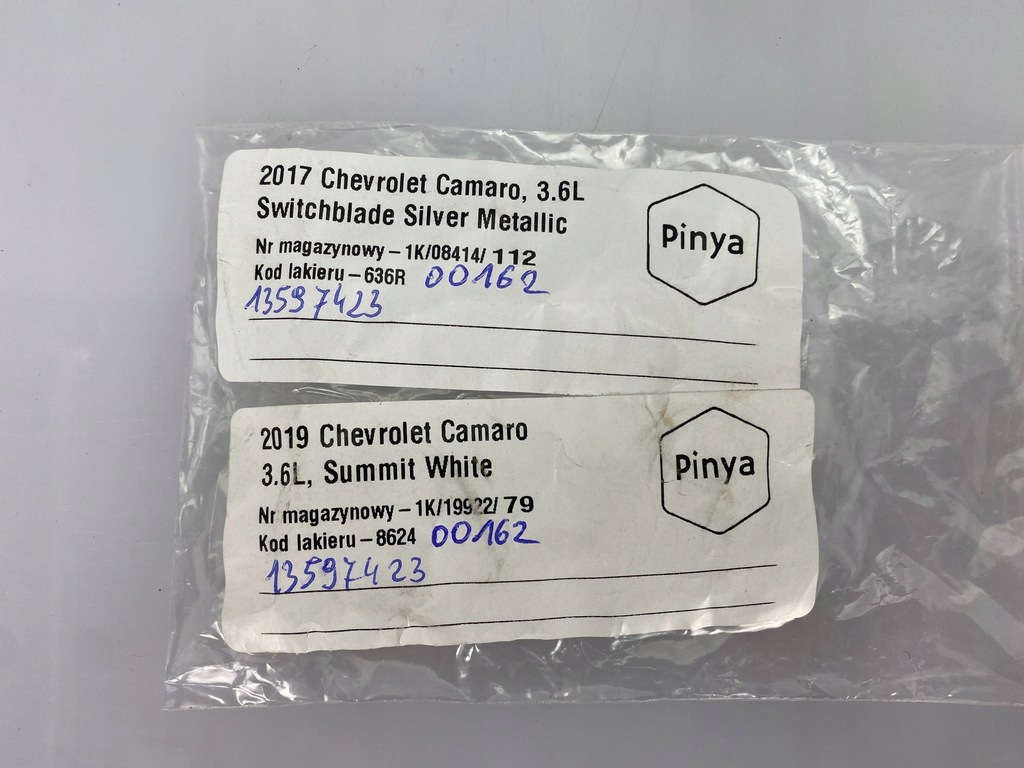 2017 Chevrolet Camaro, 3.6L
Switchblade Silver Metallic
Nr magazynowy – 1K/08414/ 112
Kod lakieru – 636R 00162
13597423
Pinya
2019 Chevrolet Camaro
3.6L, Summit White
Nr magazynowy – 1K/19922/ 79
Kod lakieru – 8624 00162
13597423
Pinya